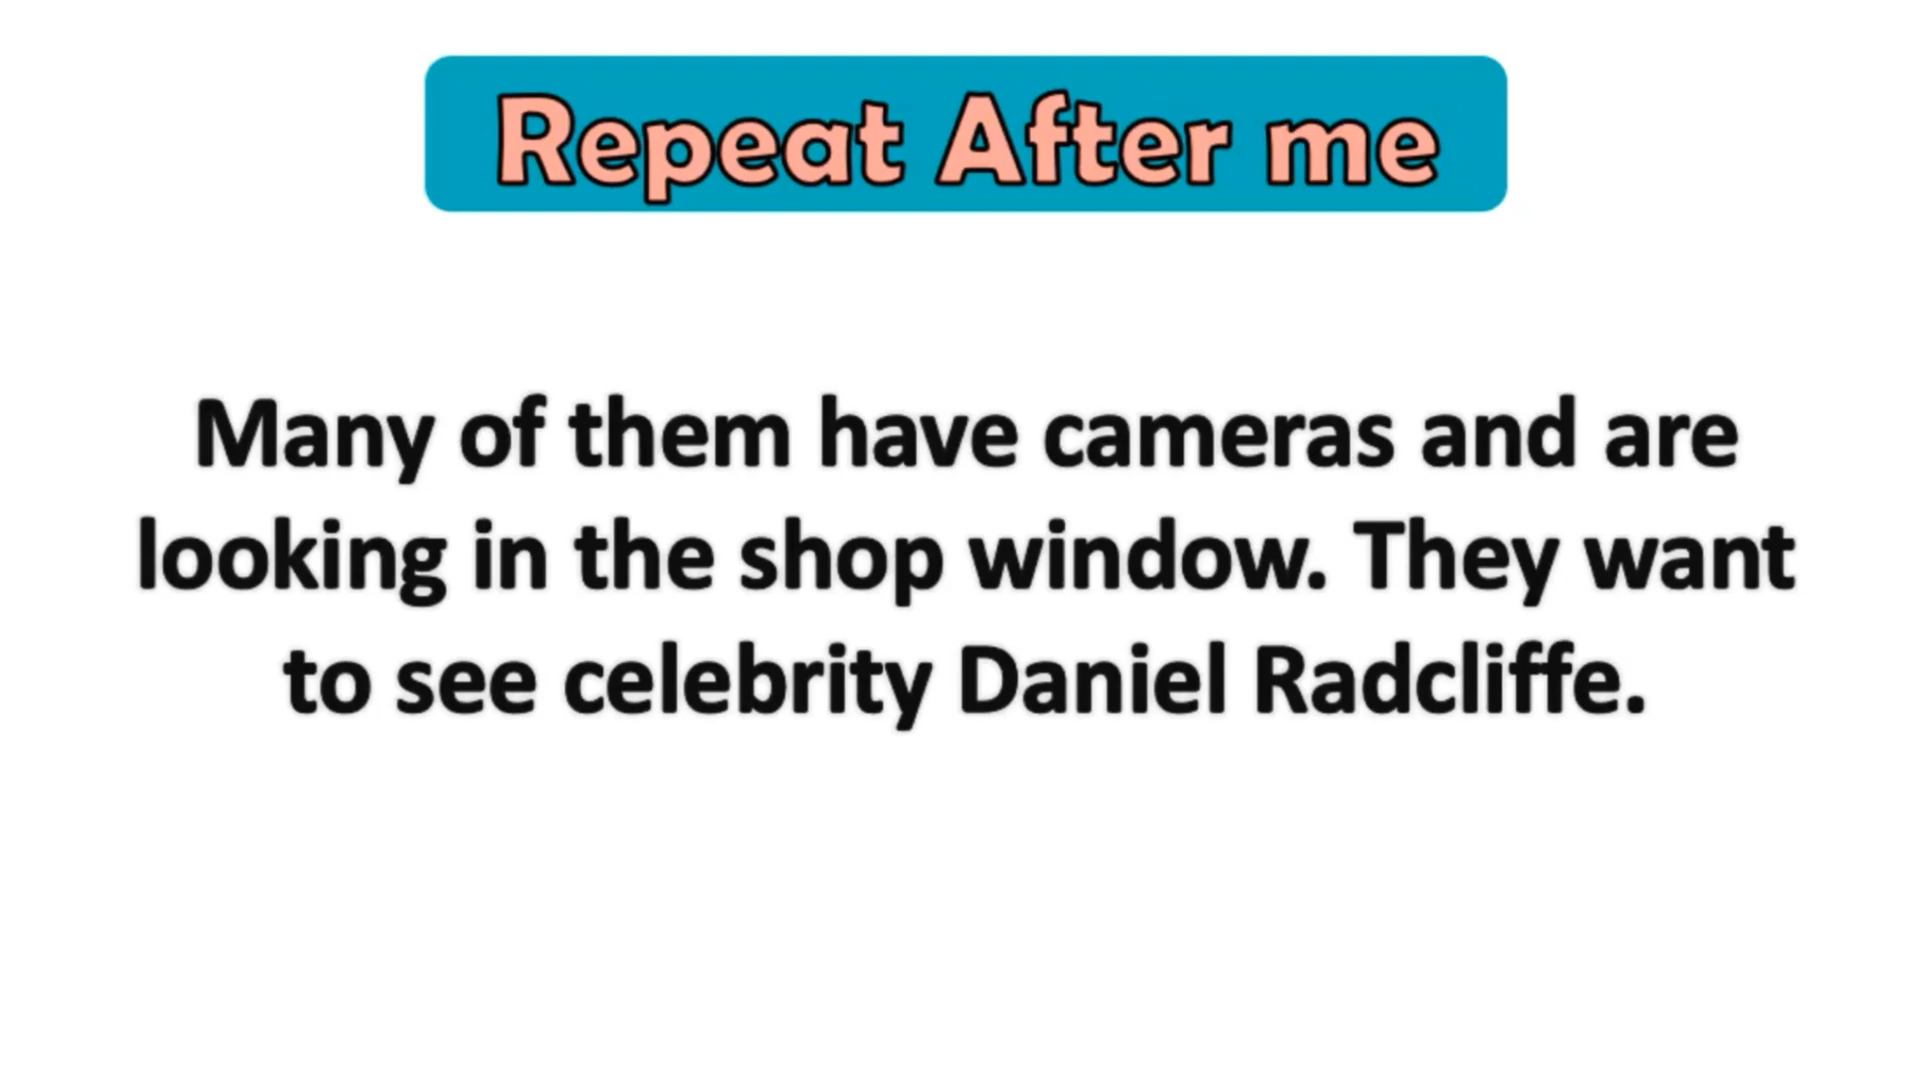 Repeat After me
Many of them have cameras and are
looking in the shop window. They want
to see celebrity Daniel Radcliffe.